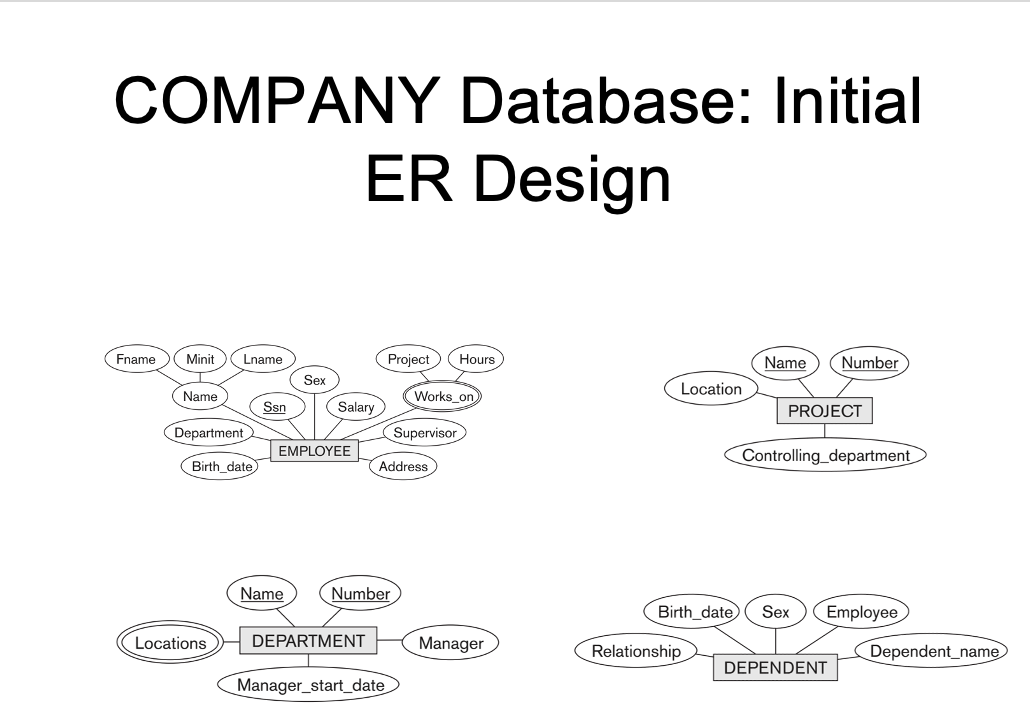 COMPANY Database: Initial
ER Design
Fname Minit Lname
Project Hours
Sex
Name
Ssn
Salary
Works_on
Department
Supervisor
EMPLOYEE
Birth_date
Address
Name Number
Location
PROJECT
Controlling_department
Name Number
Locations
DEPARTMENT
Manager
Manager_start_date
Birth_date Sex Employee
Relationship
Dependent_name
DEPENDENT